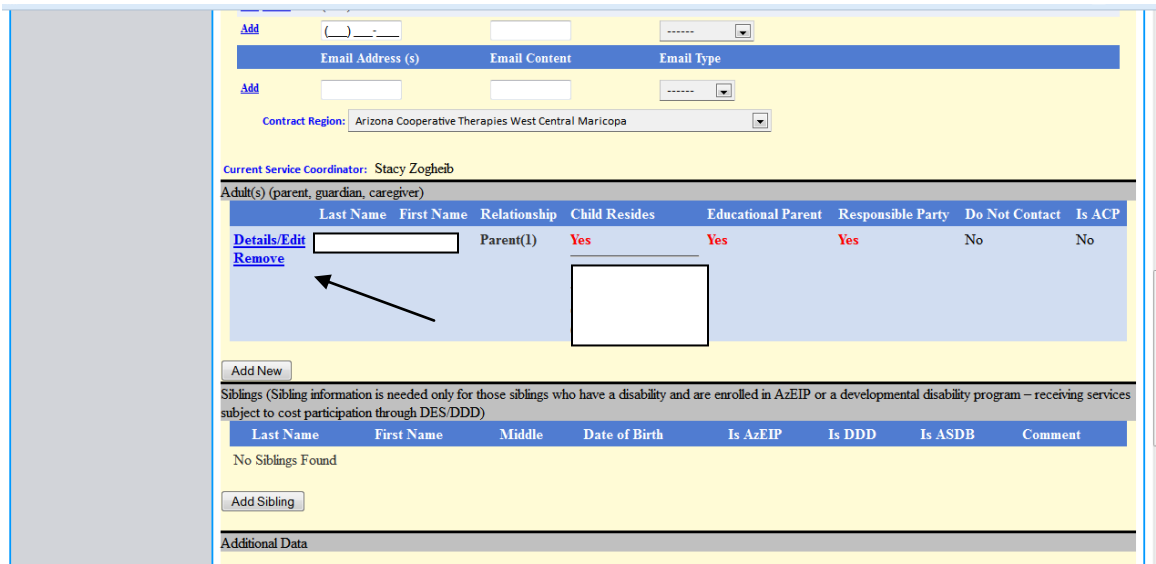 Add (___) ___-____ ------
Email Address (s) Email Content Email Type
Add ------
Contract Region: Arizona Cooperative Therapies West Central Maricopa
Current Service Coordinator: Stacy Zogheib
Adult(s) (parent, guardian, caregiver)
Last Name First Name Relationship Child Resides Educational Parent Responsible Party Do Not Contact Is ACP
Details/Edit Parent(1) Yes Yes Yes No No
Remove
Add New
Siblings (Sibling information is needed only for those siblings who have a disability and are enrolled in AzEIP or a developmental disability program – receiving services
subject to cost participation through DES/DDD)
Last Name First Name Middle Date of Birth Is AzEIP Is DDD Is ASDB Comment
No Siblings Found
Add Sibling
Additional Data